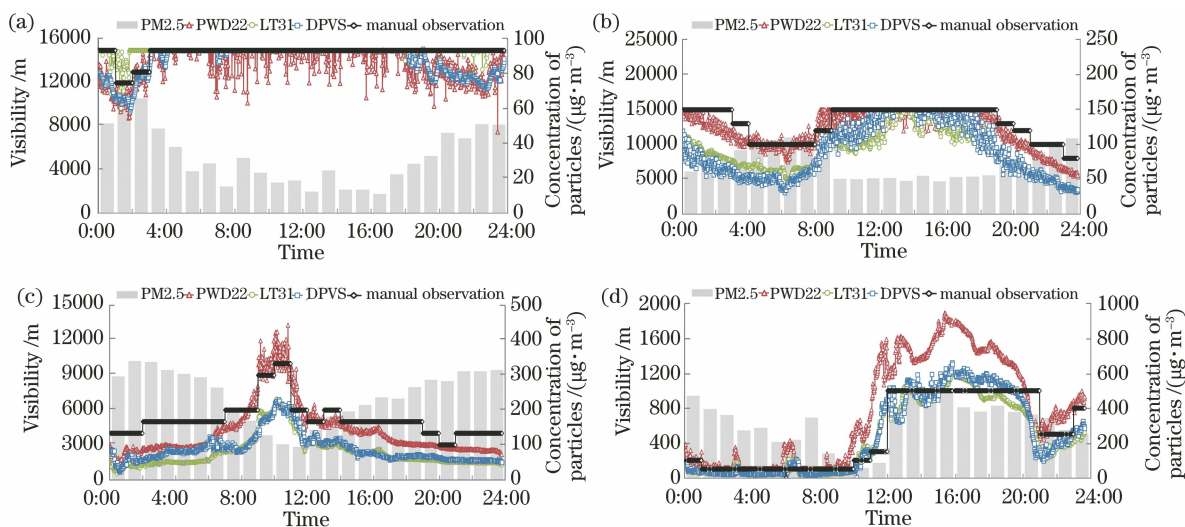 (a)
PM2.5 PWD22 LT31 DPVS manual observation
16000 12000 8000 4000 0
Visibility /m
100 80 60 40 20 0
Concentration of
particles /(μg·m⁻³)
0:00 4:00 8:00 12:00 16:00 20:00 24:00
Time
(b)
PM2.5 PWD22 LT31 DPVS manual observation
25000 20000 15000 10000 5000 0
Visibility /m
250 200 150 100 50 0
Concentration of
particles /(μg·m⁻³)
0:00 4:00 8:00 12:00 16:00 20:00 24:00
Time
(c)
PM2.5 PWD22 LT31 DPVS manual observation
15000 12000 9000 6000 3000 0
Visibility /m
500 400 300 200 100 0
Concentration of
particles /(μg·m⁻³)
0:00 4:00 8:00 12:00 16:00 20:00 24:00
Time
(d)
PM2.5 PWD22 LT31 DPVS manual observation
2000 1600 1200 800 400 0
Visibility /m
1000 800 600 400 200 0
Concentration of
particles /(μg·m⁻³)
0:00 4:00 8:00 12:00 16:00 20:00 24:00
Time